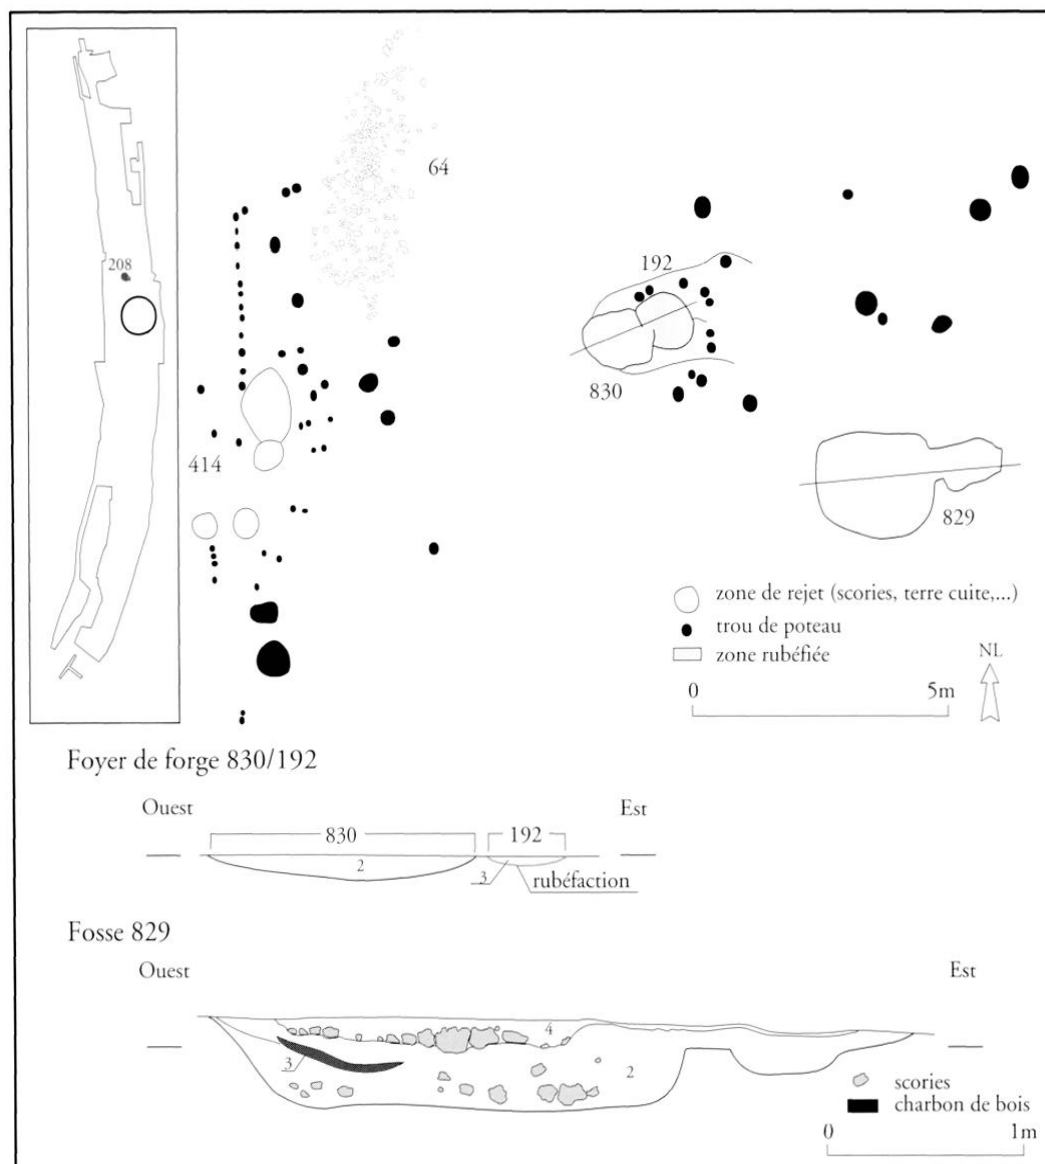 64
208
192
830
414
829
zone de rejet (scories, terre cuite,...)
trou de poteau
zone rubéfiée
NL
0 5m
Foyer de forge 830/192
Ouest Est
830 192
2
3
rubéfaction
Fosse 829
Ouest Est
4
3
2
scories
charbon de bois
0 1m